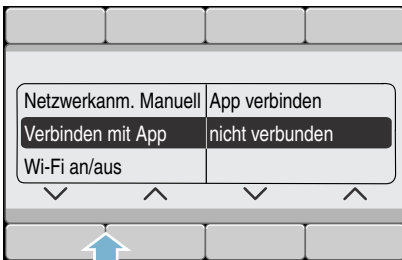 Netzwerkanm. Manuell App verbinden
Verbinden mit App nicht verbunden
Wi-Fi an/aus